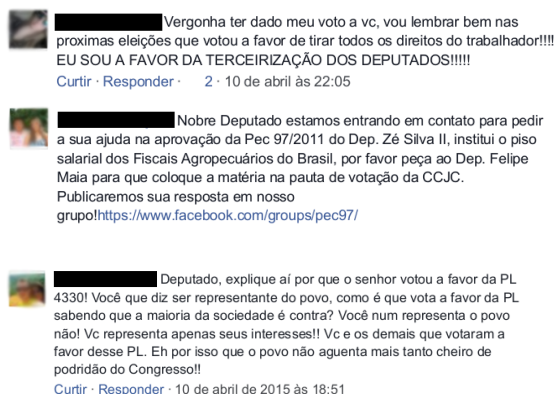 Vergonha ter dado meu voto a vc, vou lembrar bem nas
proximas eleições que votou a favor de tirar todos os direitos do trabalhador!!!!
EU SOU A FAVOR DA TERCEIRIZAÇÃO DOS DEPUTADOS!!!!!
Curtir · Responder · 2 · 10 de abril às 22:05
Nobre Deputado estamos entrando em contato para pedir
a sua ajuda na aprovação da Pec 97/2011 do Dep. Zé Silva II, institui o piso
salarial dos Fiscais Agropecuários do Brasil, por favor peça ao Dep. Felipe
Maia para que coloque a matéria na pauta de votação da CCJC.
Publicaremos sua resposta em nosso
grupo!https://www.facebook.com/groups/pec97/
Deputado, explique aí por que o senhor votou a favor da PL
4330! Você que diz ser representante do povo, como é que vota a favor da PL
sabendo que a maioria da sociedade é contra? Você num representa o povo
não! Vc representa apenas seus interesses!! Vc e os demais que votaram a
favor desse PL. Eh por isso que o povo não aguenta mais tanto cheiro de
podridão do Congresso!!
Curtir · Responder · 10 de abril de 2015 às 18:51